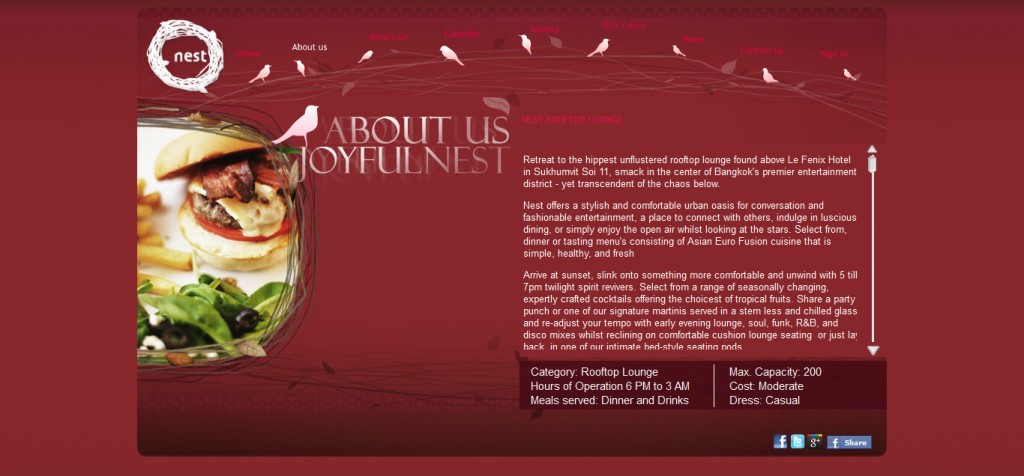 nest
Home
About us
What's On
Calendar
Gallery
DJ's / Acts
Menu
Contact us
Sign in
ABOUT US
JOYFULNEST
NEST ROOFTOP LOUNGE
Retreat to the hippest unflustered rooftop lounge found above Le Fenix Hotel
in Sukhumvit Soi 11, smack in the center of Bangkok's premier entertainment
district - yet transcendent of the chaos below.
Nest offers a stylish and comfortable urban oasis for conversation and
fashionable entertainment, a place to connect with others, indulge in luscious
dining, or simply enjoy the open air whilst looking at the stars. Select from,
dinner or tasting menu's consisting of Asian Euro Fusion cuisine that is
simple, healthy, and fresh
Arrive at sunset, slink onto something more comfortable and unwind with 5 till
7pm twilight spirit revivers. Select from a range of seasonally changing,
expertly crafted cocktails offering the choicest of tropical fruits. Share a party
punch or one of our signature martinis served in a stem less and chilled glass
and re-adjust your tempo with early evening lounge, soul, funk, R&B, and
disco mixes whilst reclining on comfortable cushion lounge seating or just lay
back in one of our intimate bed-style seating pods
Category: Rooftop Lounge
Hours of Operation 6 PM to 3 AM
Meals served: Dinner and Drinks
Max. Capacity: 200
Cost: Moderate
Dress: Casual
Share